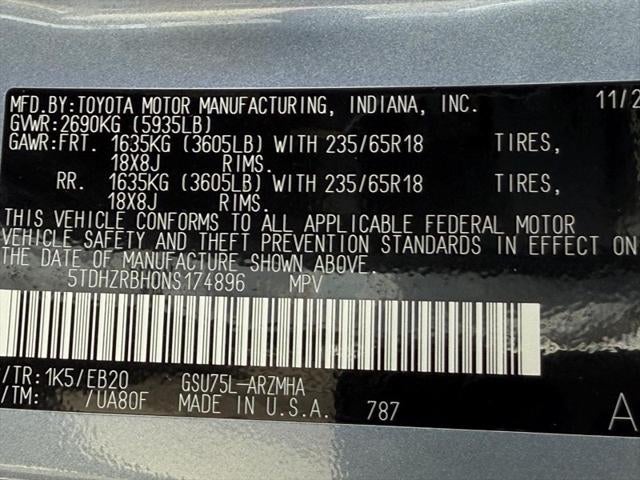 MFD.BY:TOYOTA MOTOR MANUFACTURING, INDIANA, INC. 11/2
GVWR:2690KG (5935LB)
GAWR:FRT. 1635KG (3605LB) WITH 235/65R18 TIRES,
18X8J RIMS.
RR. 1635KG (3605LB) WITH 235/65R18 TIRES,
18X8J RIMS.
THIS VEHICLE CONFORMS TO ALL APPLICABLE FEDERAL MOTOR
VEHICLE SAFETY AND THEFT PREVENTION STANDARDS IN EFFECT ON
THE DATE OF MANUFACTURE SHOWN ABOVE.
5TDHZRBH0NS174896 MPV
/TR:1K5/EB20 GSU75L-ARZMHA
/TM: /UA80F MADE IN U.S.A. 787 A